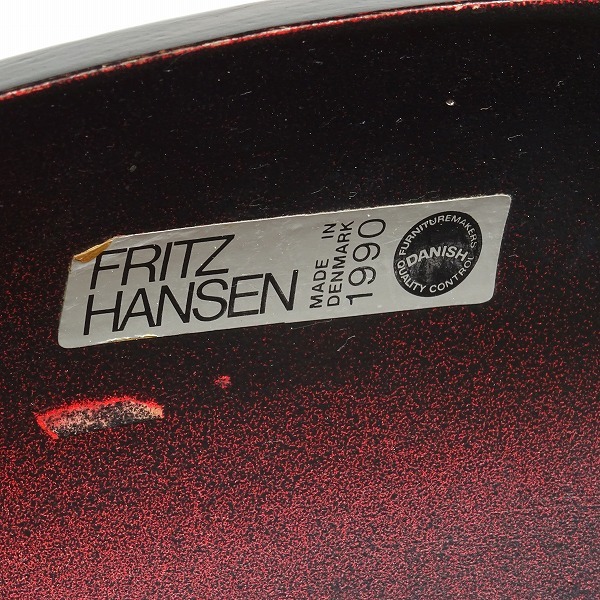 FRITZ
HANSEN
MADE IN
DENMARK
1990
FURNITUREMAKERS
DANISH
QUALITY CONTROL